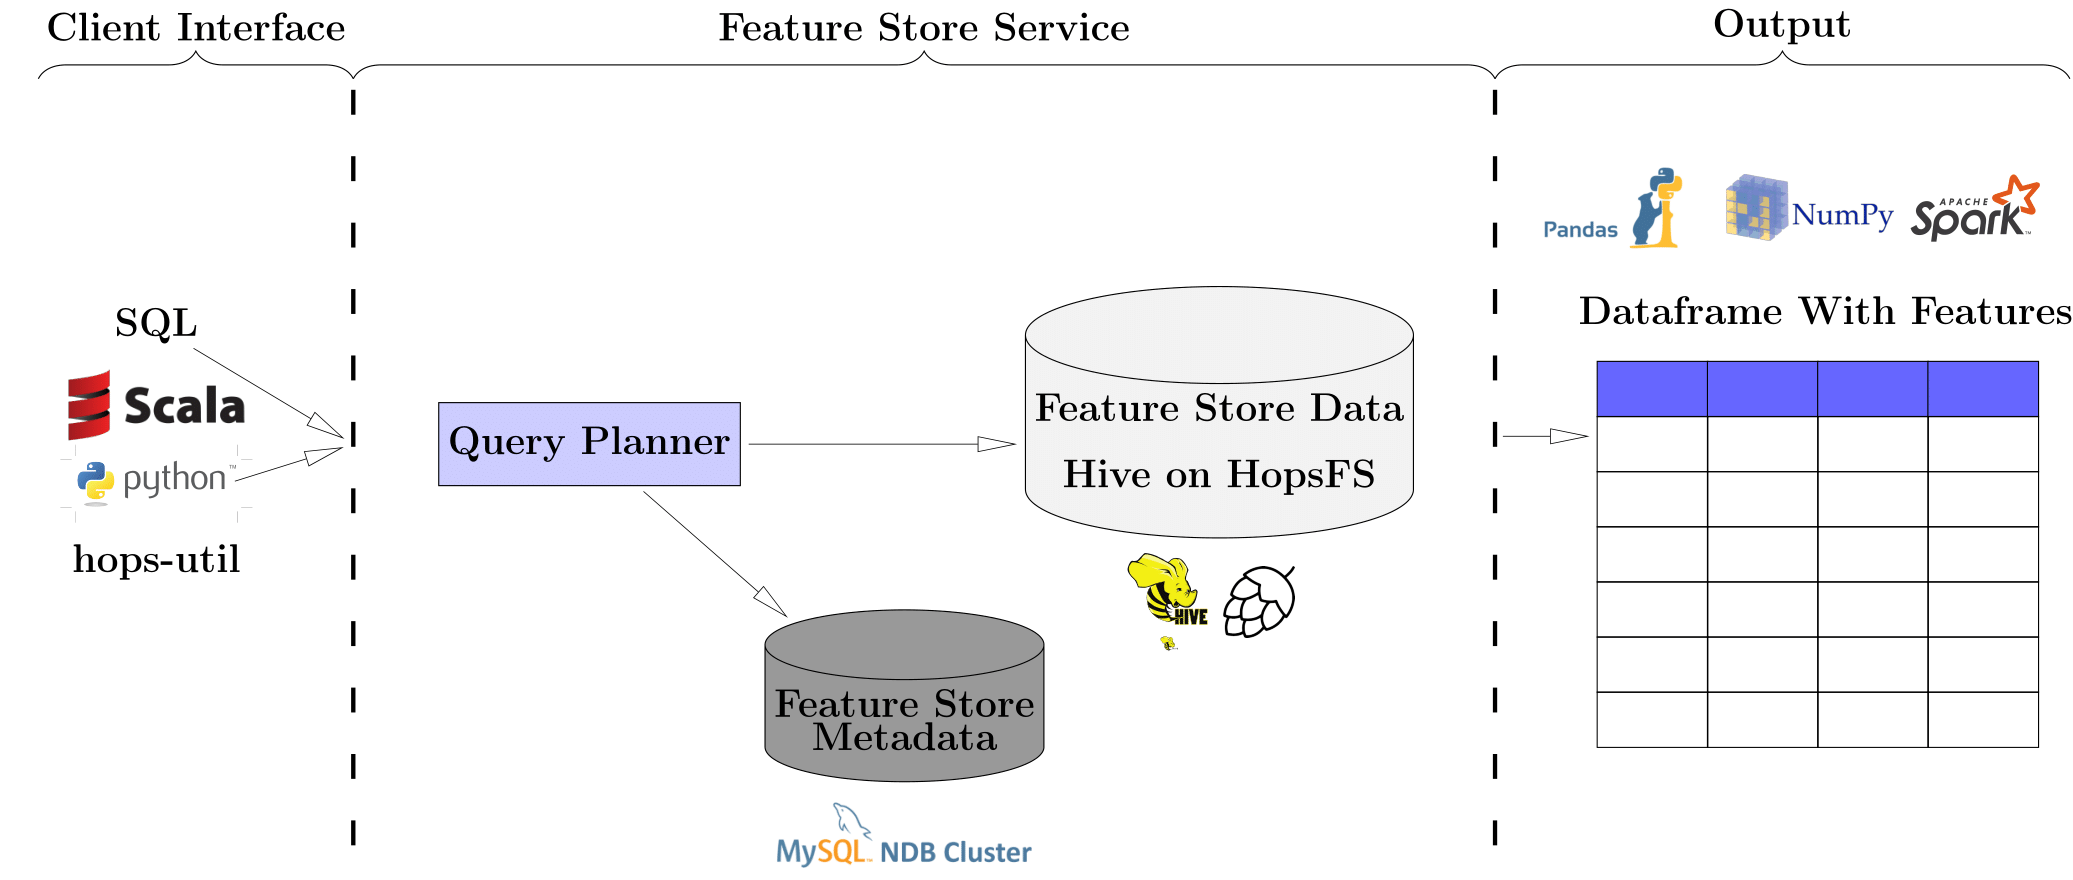 Client Interface
Feature Store Service
Output
Pandas
NumPy
APACHE
Spark™
SQL
Scala
python™
hops-util
Query Planner
Feature Store Data
Hive on HopsFS
HIVE
Feature Store
Metadata
MySQL™ NDB Cluster
Dataframe With Features